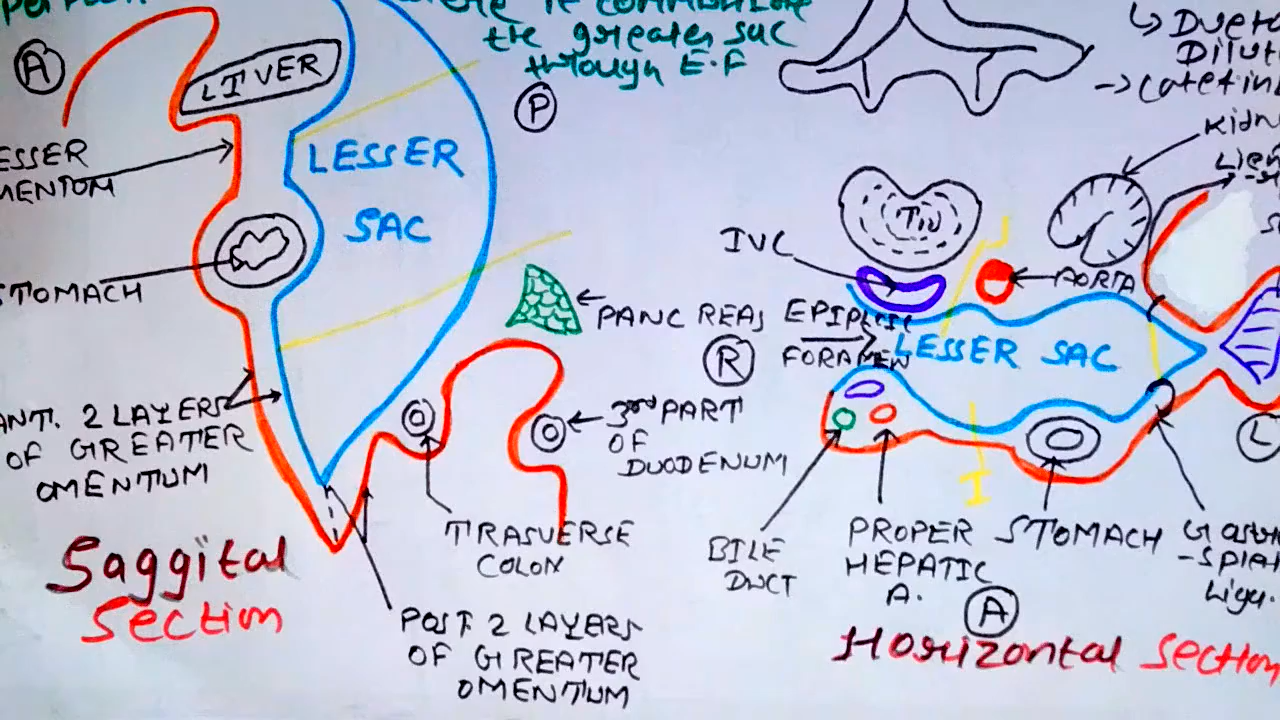 the greater sac
through E.F
A
LIVER
P
LESSER
SAC
STOMACH
ANT. 2 LAYERS
OF GREATER
OMENTUM
PANCREAS
3rd PART
OF
DUODENUM
TRASVERSE
COLON
POST. 2 LAYERS
OF GREATER
OMENTUM
Saggital
Section
IVC
AORTA
EPIPLOIC
FORAMEN
R
LESSER SAC
L
BILE
DUCT
PROPER
HEPATIC
A.
STOMACH
A
Horizontal Section